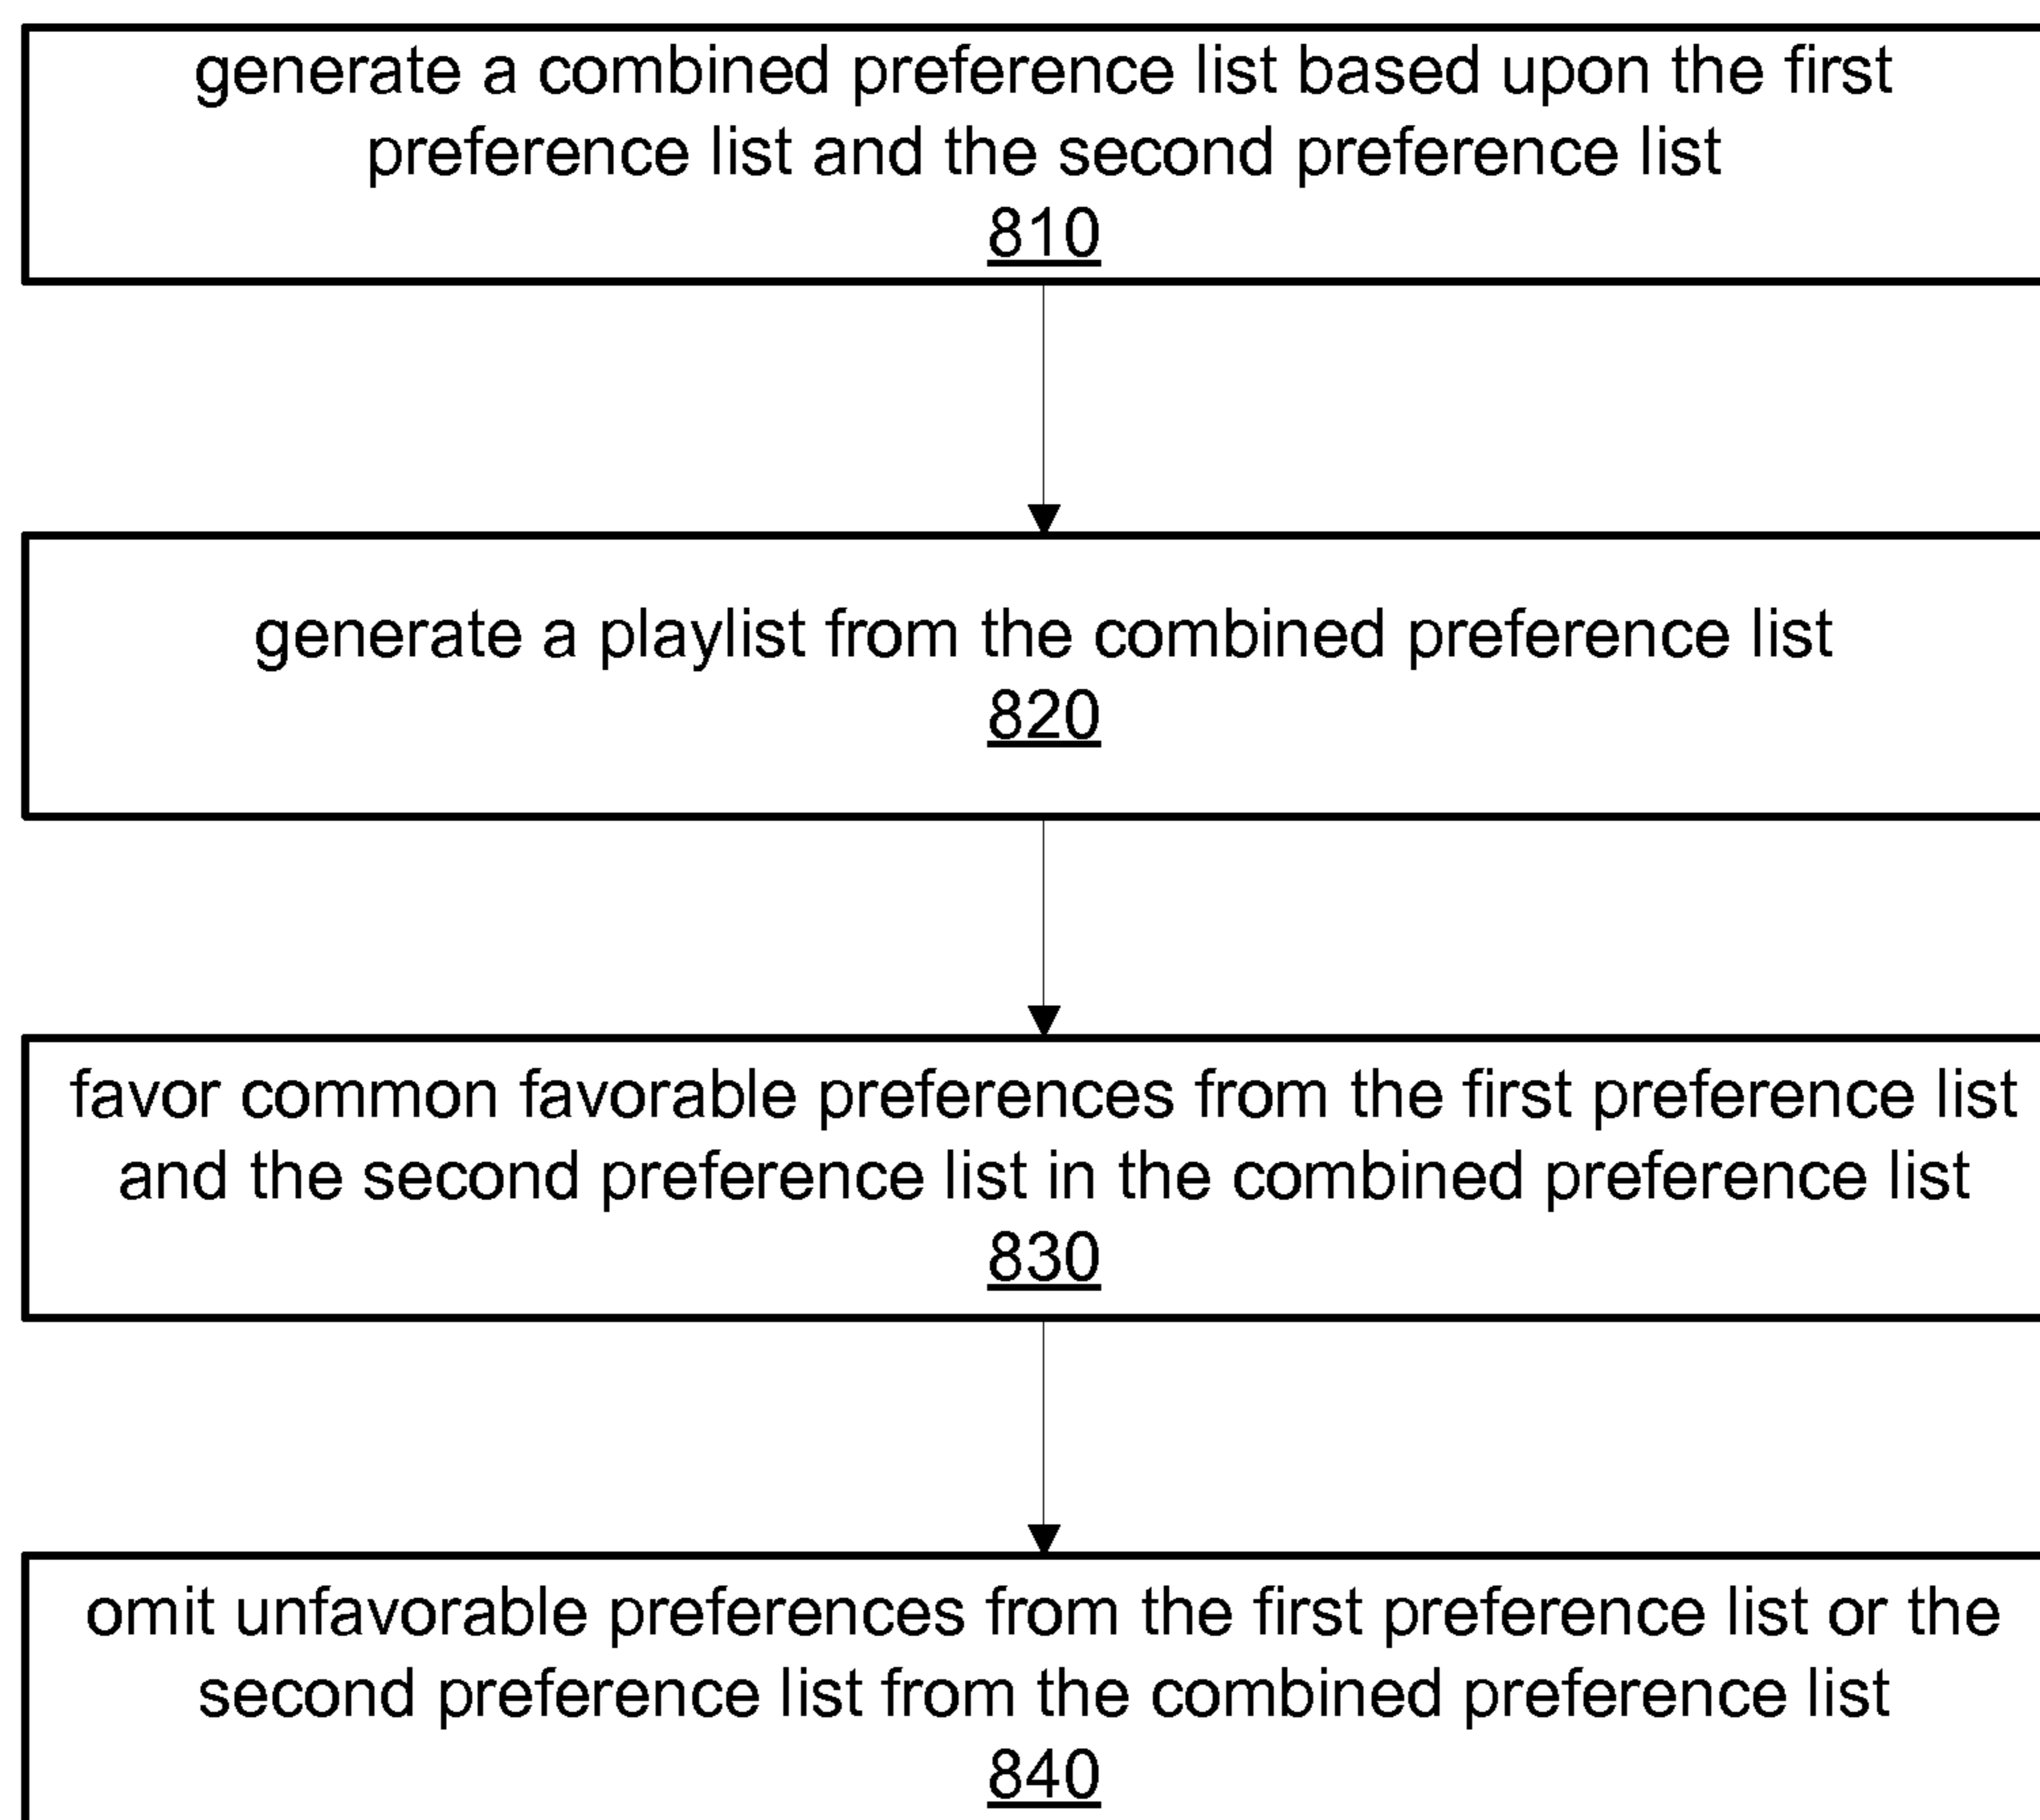 generate a combined preference list based upon the first
preference list and the second preference list
810
generate a playlist from the combined preference list
820
favor common favorable preferences from the first preference list
and the second preference list in the combined preference list
830
omit unfavorable preferences from the first preference list or the
second preference list from the combined preference list
840